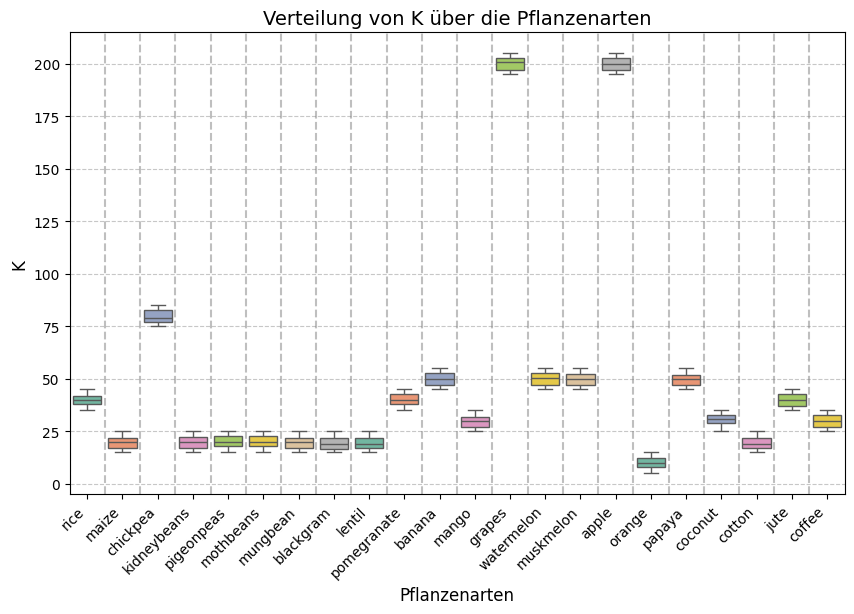 Verteilung von K über die Pflanzenarten
K
200
175
150
125
100
75
50
25
0
rice
maize
chickpea
kidneybeans
pigeonpeas
mothbeans
mungbean
blackgram
lentil
pomegranate
banana
mango
grapes
watermelon
muskmelon
apple
orange
papaya
coconut
cotton
jute
coffee
Pflanzenarten